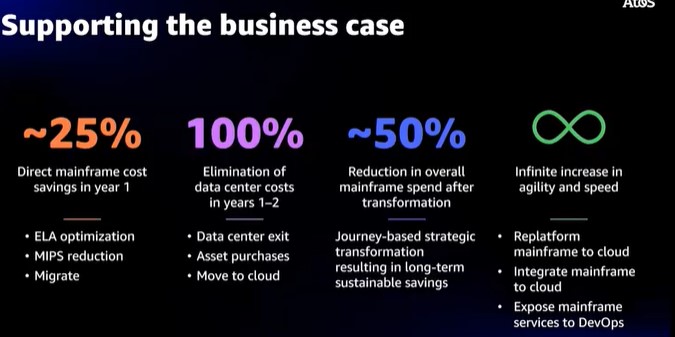 Atos
Supporting the business case
~25%
Direct mainframe cost
savings in year 1
• ELA optimization
• MIPS reduction
• Migrate
100%
Elimination of
data center costs
in years 1–2
• Data center exit
• Asset purchases
• Move to cloud
~50%
Reduction in overall
mainframe spend after
transformation
Journey-based strategic
transformation
resulting in long-term
sustainable savings
∞
Infinite increase in
agility and speed
• Replatform
mainframe to cloud
• Integrate mainframe
to cloud
• Expose mainframe
services to DevOps